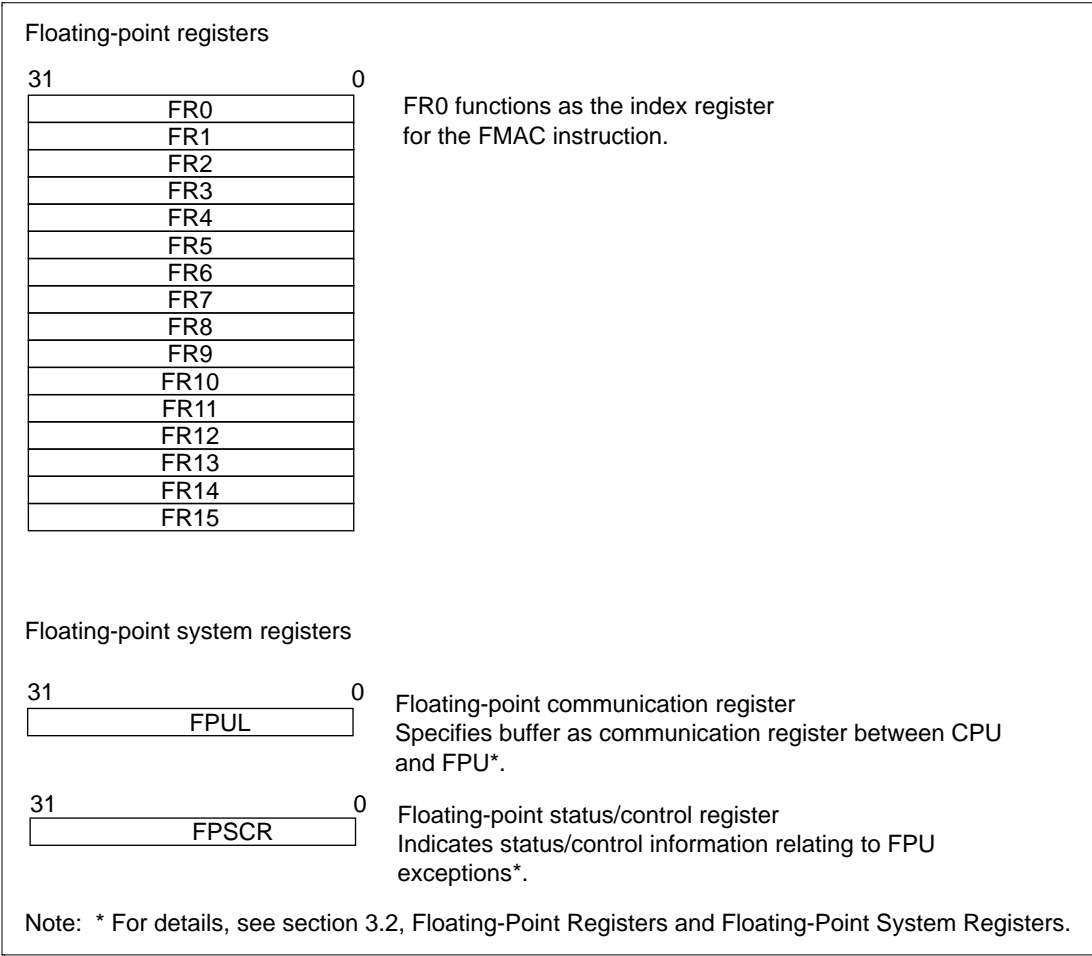 Floating-point registers
31 0
FR0
FR0 functions as the index register
for the FMAC instruction.
FR1
FR2
FR3
FR4
FR5
FR6
FR7
FR8
FR9
FR10
FR11
FR12
FR13
FR14
FR15
Floating-point system registers
31 0
FPUL
Floating-point communication register
Specifies buffer as communication register between CPU
and FPU*.
31 0
FPSCR
Floating-point status/control register
Indicates status/control information relating to FPU
exceptions*.
Note: * For details, see section 3.2, Floating-Point Registers and Floating-Point System Registers.